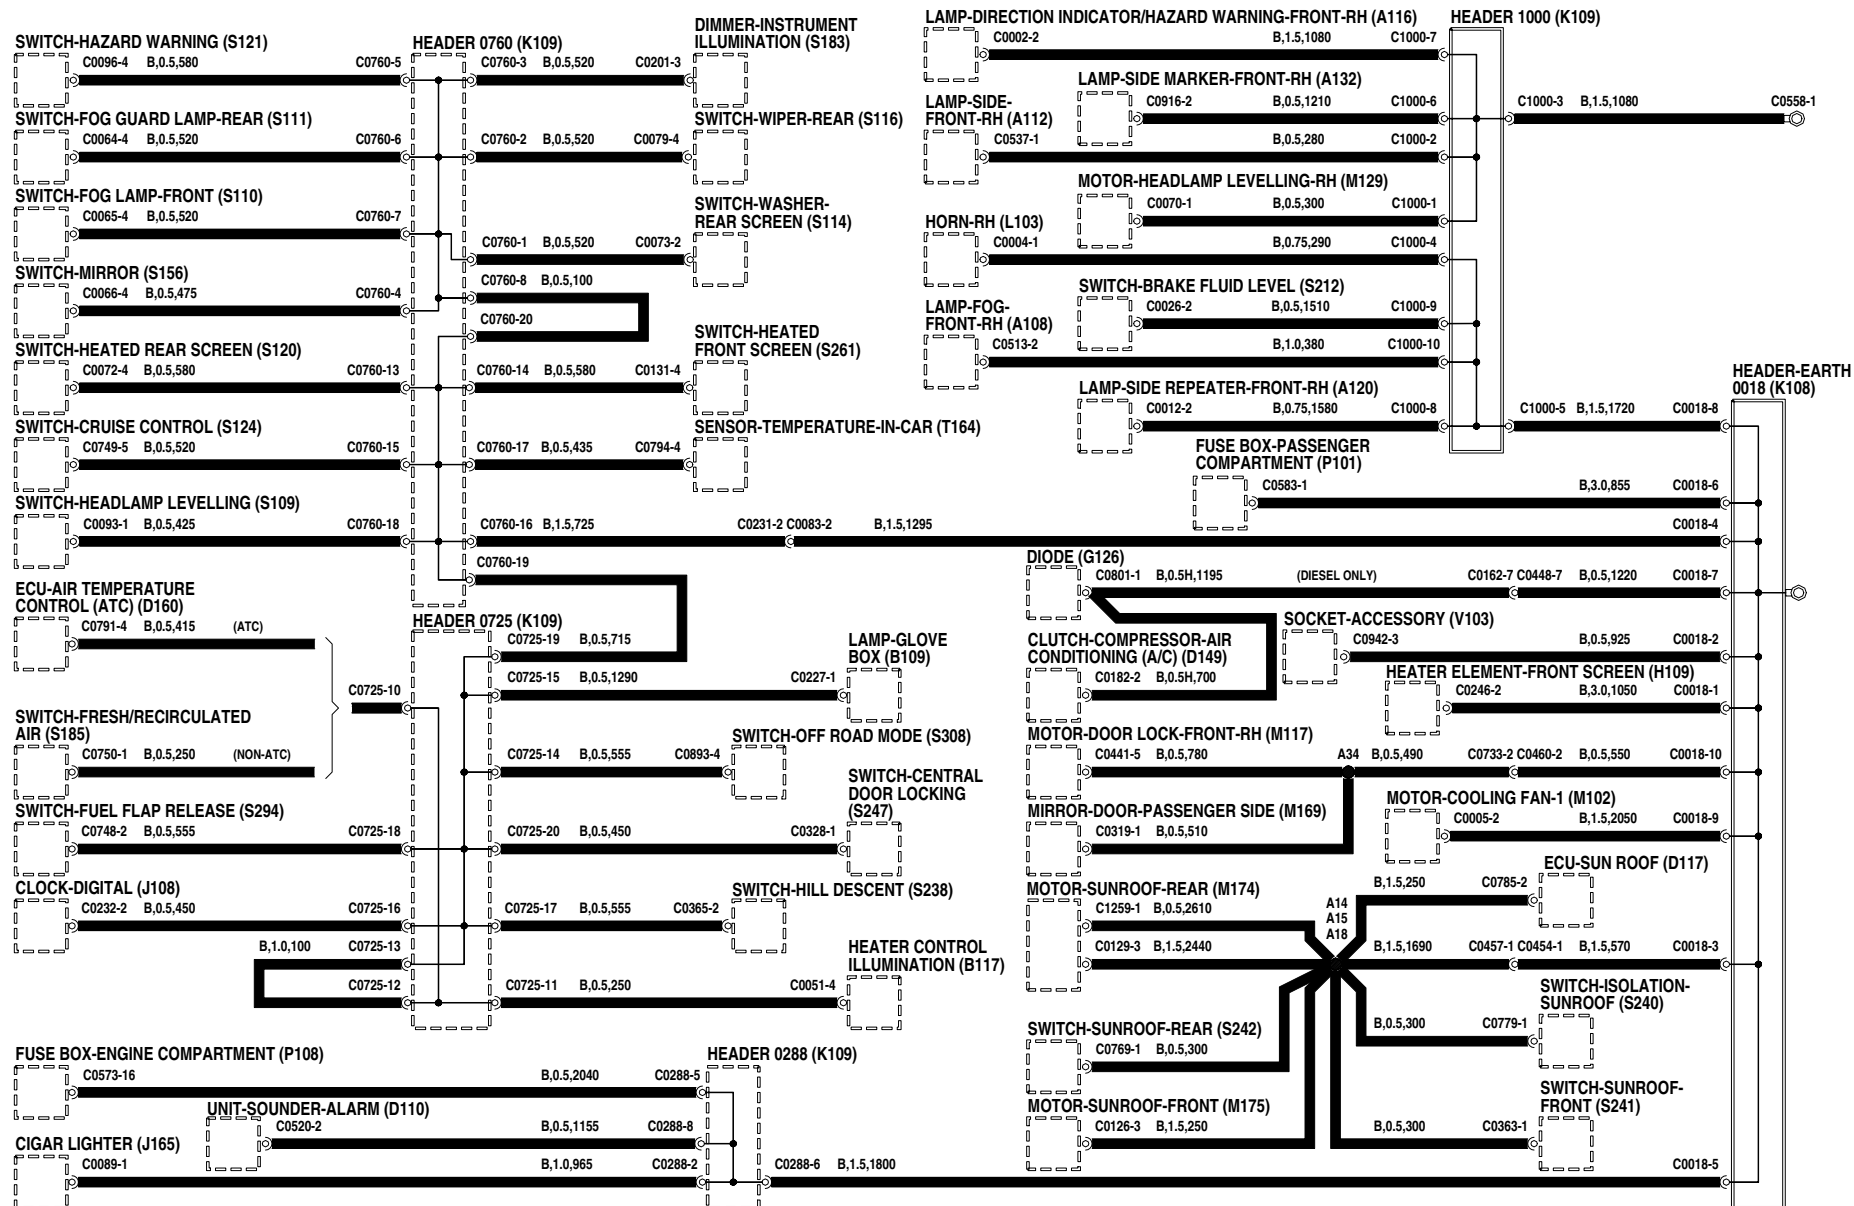 SWITCH-HAZARD WARNING (S121)
C0096-4 B,0.5,580 C0760-5
SWITCH-FOG GUARD LAMP-REAR (S111)
C0064-4 B,0.5,520 C0760-6
SWITCH-FOG LAMP-FRONT (S110)
C0065-4 B,0.5,520 C0760-7
SWITCH-MIRROR (S156)
C0066-4 B,0.5,475 C0760-4
SWITCH-HEATED REAR SCREEN (S120)
C0072-4 B,0.5,580 C0760-13
SWITCH-CRUISE CONTROL (S124)
C0749-5 B,0.5,520 C0760-15
SWITCH-HEADLAMP LEVELLING (S109)
C0093-1 B,0.5,425 C0760-18
ECU-AIR TEMPERATURE
CONTROL (ATC) (D160)
C0791-4 B,0.5,415 (ATC)
C0725-10
SWITCH-FRESH/RECIRCULATED
AIR (S185)
C0750-1 B,0.5,250 (NON-ATC)
SWITCH-FUEL FLAP RELEASE (S294)
C0748-2 B,0.5,555 C0725-18
CLOCK-DIGITAL (J108)
C0232-2 B,0.5,450 C0725-16
B,1.0,100 C0725-13
C0725-12
FUSE BOX-ENGINE COMPARTMENT (P108)
C0573-16 B,0.5,2040 C0288-5
UNIT-SOUNDER-ALARM (D110)
C0520-2 B,0.5,1155 C0288-8
CIGAR LIGHTER (J165)
C0089-1 B,1.0,965 C0288-2
HEADER 0760 (K109)
DIMMER-INSTRUMENT
ILLUMINATION (S183)
C0760-3 B,0.5,520 C0201-3
SWITCH-WIPER-REAR (S116)
C0760-2 B,0.5,520 C0079-4
SWITCH-WASHER-
REAR SCREEN (S114)
C0760-1 B,0.5,520 C0073-2
C0760-8 B,0.5,100
C0760-20
SWITCH-HEATED
FRONT SCREEN (S261)
C0760-14 B,0.5,580 C0131-4
SENSOR-TEMPERATURE-IN-CAR (T164)
C0760-17 B,0.5,435 C0794-4
C0760-16 B,1.5,725 C0231-2 C0083-2 B,1.5,1295 C0018-4
C0760-19
HEADER 0725 (K109)
C0725-19 B,0.5,715
LAMP-GLOVE
BOX (B109)
C0725-15 B,0.5,1290 C0227-1
SWITCH-OFF ROAD MODE (S308)
C0725-14 B,0.5,555 C0893-4
SWITCH-CENTRAL
DOOR LOCKING
(S247)
C0725-20 B,0.5,450 C0328-1
SWITCH-HILL DESCENT (S238)
C0725-17 B,0.5,555 C0365-2
HEATER CONTROL
ILLUMINATION (B117)
C0725-11 B,0.5,250 C0051-4
HEADER 0288 (K109)
C0288-6 B,1.5,1800 C0018-5
LAMP-DIRECTION INDICATOR/HAZARD WARNING-FRONT-RH (A116)
C0002-2 B,1.5,1080 C1000-7
HEADER 1000 (K109)
LAMP-SIDE MARKER-FRONT-RH (A132)
C0916-2 B,0.5,1210 C1000-6
C1000-3 B,1.5,1080 C0558-1
LAMP-SIDE-
FRONT-RH (A112)
C0537-1 B,0.5,280 C1000-2
MOTOR-HEADLAMP LEVELLING-RH (M129)
C0070-1 B,0.5,300 C1000-1
HORN-RH (L103)
C0004-1 B,0.75,290 C1000-4
SWITCH-BRAKE FLUID LEVEL (S212)
C0026-2 B,0.5,1510 C1000-9
LAMP-FOG-
FRONT-RH (A108)
C0513-2 B,1.0,380 C1000-10
LAMP-SIDE REPEATER-FRONT-RH (A120)
C0012-2 B,0.75,1580 C1000-8
C1000-5 B,1.5,1720 C0018-8
HEADER-EARTH
0018 (K108)
FUSE BOX-PASSENGER
COMPARTMENT (P101)
C0583-1 B,3.0,855 C0018-6
DIODE (G126)
C0801-1 B,0.5H,1195 (DIESEL ONLY) C0162-7 C0448-7 B,0.5,1220 C0018-7
SOCKET-ACCESSORY (V103)
C0942-3 B,0.5,925 C0018-2
CLUTCH-COMPRESSOR-AIR
CONDITIONING (A/C) (D149)
C0182-2 B,0.5H,700
HEATER ELEMENT-FRONT SCREEN (H109)
C0246-2 B,3.0,1050 C0018-1
MOTOR-DOOR LOCK-FRONT-RH (M117)
C0441-5 B,0.5,780 A34 B,0.5,490 C0733-2 C0460-2 B,0.5,550 C0018-10
MIRROR-DOOR-PASSENGER SIDE (M169)
C0319-1 B,0.5,510
MOTOR-COOLING FAN-1 (M102)
C0005-2 B,1.5,2050 C0018-9
ECU-SUN ROOF (D117)
B,1.5,250 C0785-2
MOTOR-SUNROOF-REAR (M174)
C1259-1 B,0.5,2610
A14
A15
A18
C0129-3 B,1.5,2440 B,1.5,1690 C0457-1 C0454-1 B,1.5,570 C0018-3
SWITCH-ISOLATION-
SUNROOF (S240)
B,0.5,300 C0779-1
SWITCH-SUNROOF-REAR (S242)
C0769-1 B,0.5,300
SWITCH-SUNROOF-
FRONT (S241)
B,0.5,300 C0363-1
MOTOR-SUNROOF-FRONT (M175)
C0126-3 B,1.5,250